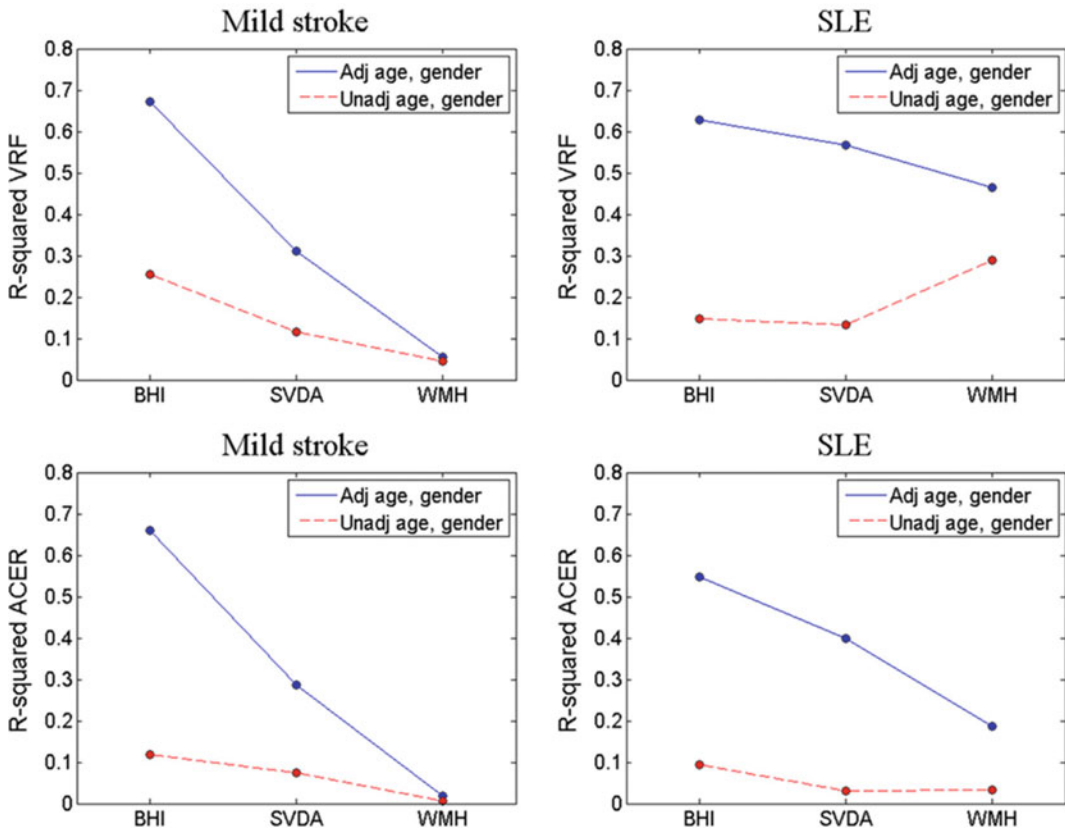 Mild stroke
0.8
0.7
0.6
0.5
0.4
0.3
0.2
0.1
0
R-squared VRF
Adj age, gender
Unadj age, gender
BHI SVDA WMH
SLE
0.8
0.7
0.6
0.5
0.4
0.3
0.2
0.1
0
R-squared VRF
Adj age, gender
Unadj age, gender
BHI SVDA WMH
Mild stroke
0.8
0.7
0.6
0.5
0.4
0.3
0.2
0.1
0
R-squared ACER
Adj age, gender
Unadj age, gender
BHI SVDA WMH
SLE
0.8
0.7
0.6
0.5
0.4
0.3
0.2
0.1
0
R-squared ACER
Adj age, gender
Unadj age, gender
BHI SVDA WMH